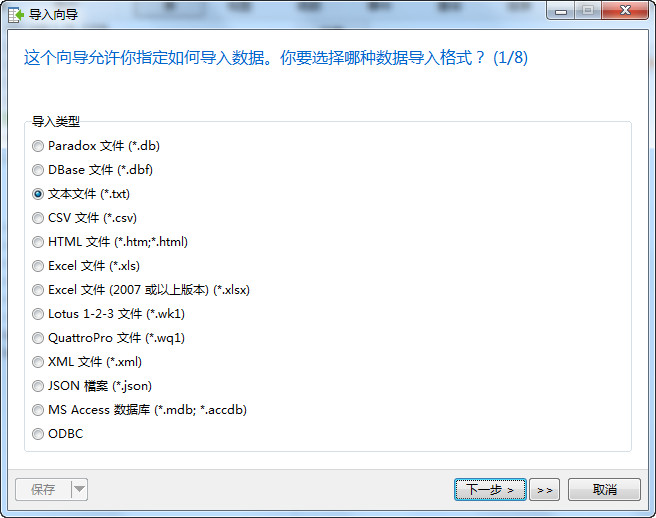 导入向导
这个向导允许你指定如何导入数据。你要选择哪种数据导入格式？ (1/8)
导入类型
Paradox 文件 (*.db)
DBase 文件 (*.dbf)
文本文件 (*.txt)
CSV 文件 (*.csv)
HTML 文件 (*.htm;*.html)
Excel 文件 (*.xls)
Excel 文件 (2007 或以上版本) (*.xlsx)
Lotus 1-2-3 文件 (*.wk1)
QuattroPro 文件 (*.wq1)
XML 文件 (*.xml)
JSON 檔案 (*.json)
MS Access 数据库 (*.mdb; *.accdb)
ODBC
保存 下一步 > >> 取消